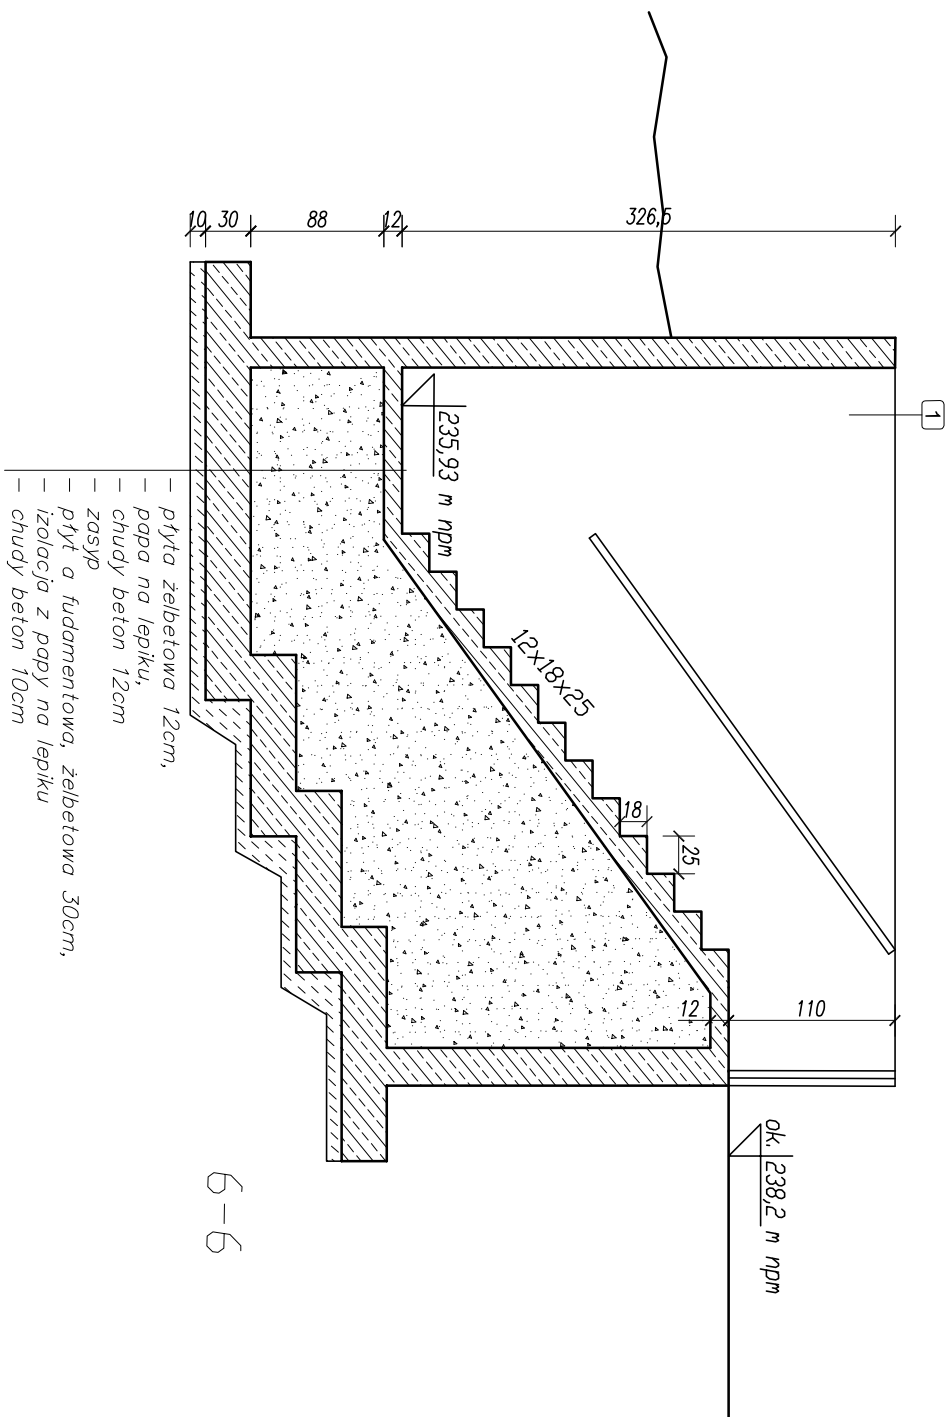 1
326,5
12
88
30
10
235,93 m npm
12x18x25
18
25
12
110
ok. 238,2 m npm
- płyta żelbetowa 12cm,
- papa na lepiku,
- chudy beton 12cm
- zasyp
- płyt a fudamentowa, żelbetowa 30cm,
- izolacja z papy na lepiku
- chudy beton 10cm
6-6